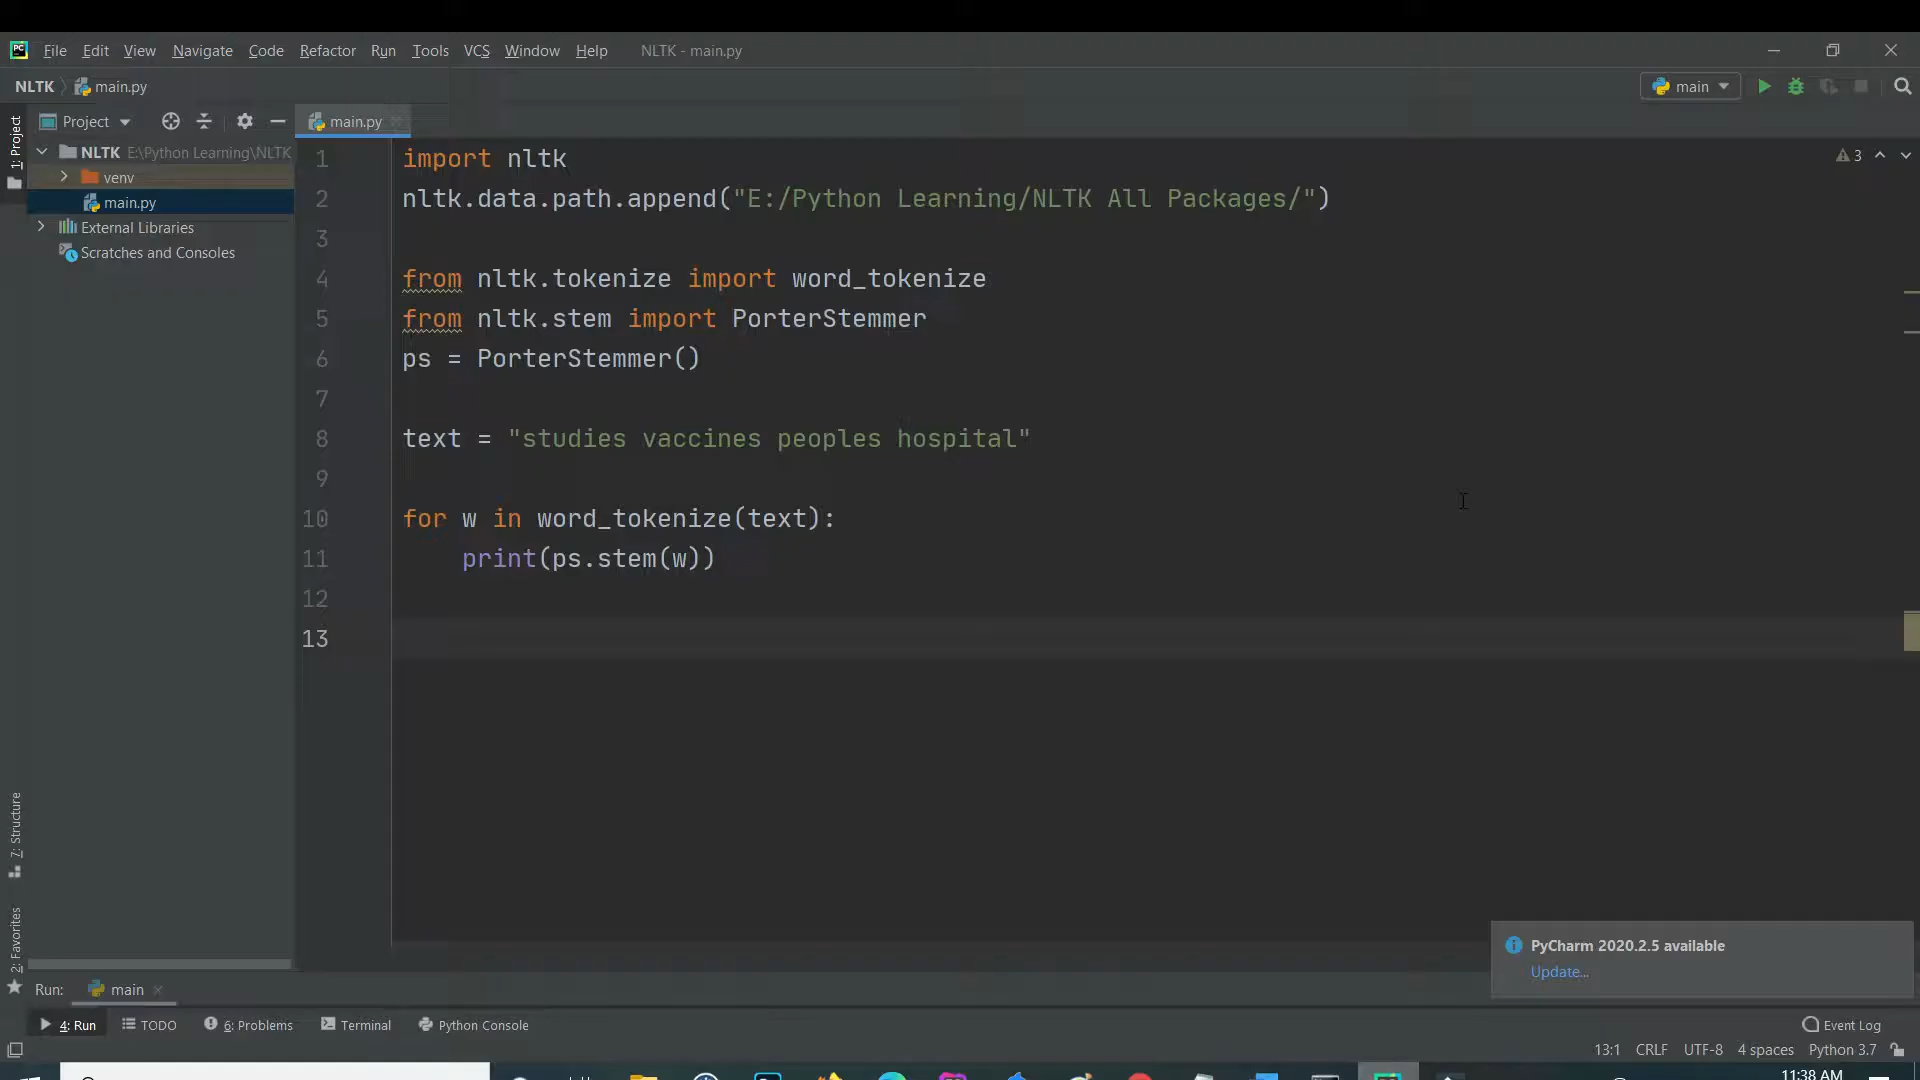 File Edit View Navigate Code Refactor Run Tools VCS Window Help NLTK - main.py
NLTK main.py main
1: Project
Project main.py
NLTK E:\Python Learning\NLTK
venv
main.py
External Libraries
Scratches and Consoles
1 import nltk
2 nltk.data.path.append("E:/Python Learning/NLTK All Packages/")
3
4 from nltk.tokenize import word_tokenize
5 from nltk.stem import PorterStemmer
6 ps = PorterStemmer()
7
8 text = "studies vaccines peoples hospital"
9
10 for w in word_tokenize(text):
11 print(ps.stem(w))
12
13
3
7: Structure
2: Favorites
PyCharm 2020.2.5 available
Update...
Run: main
4: Run TODO 6: Problems Terminal Python Console Event Log
13:1 CRLF UTF-8 4 spaces Python 3.7
11:38 AM